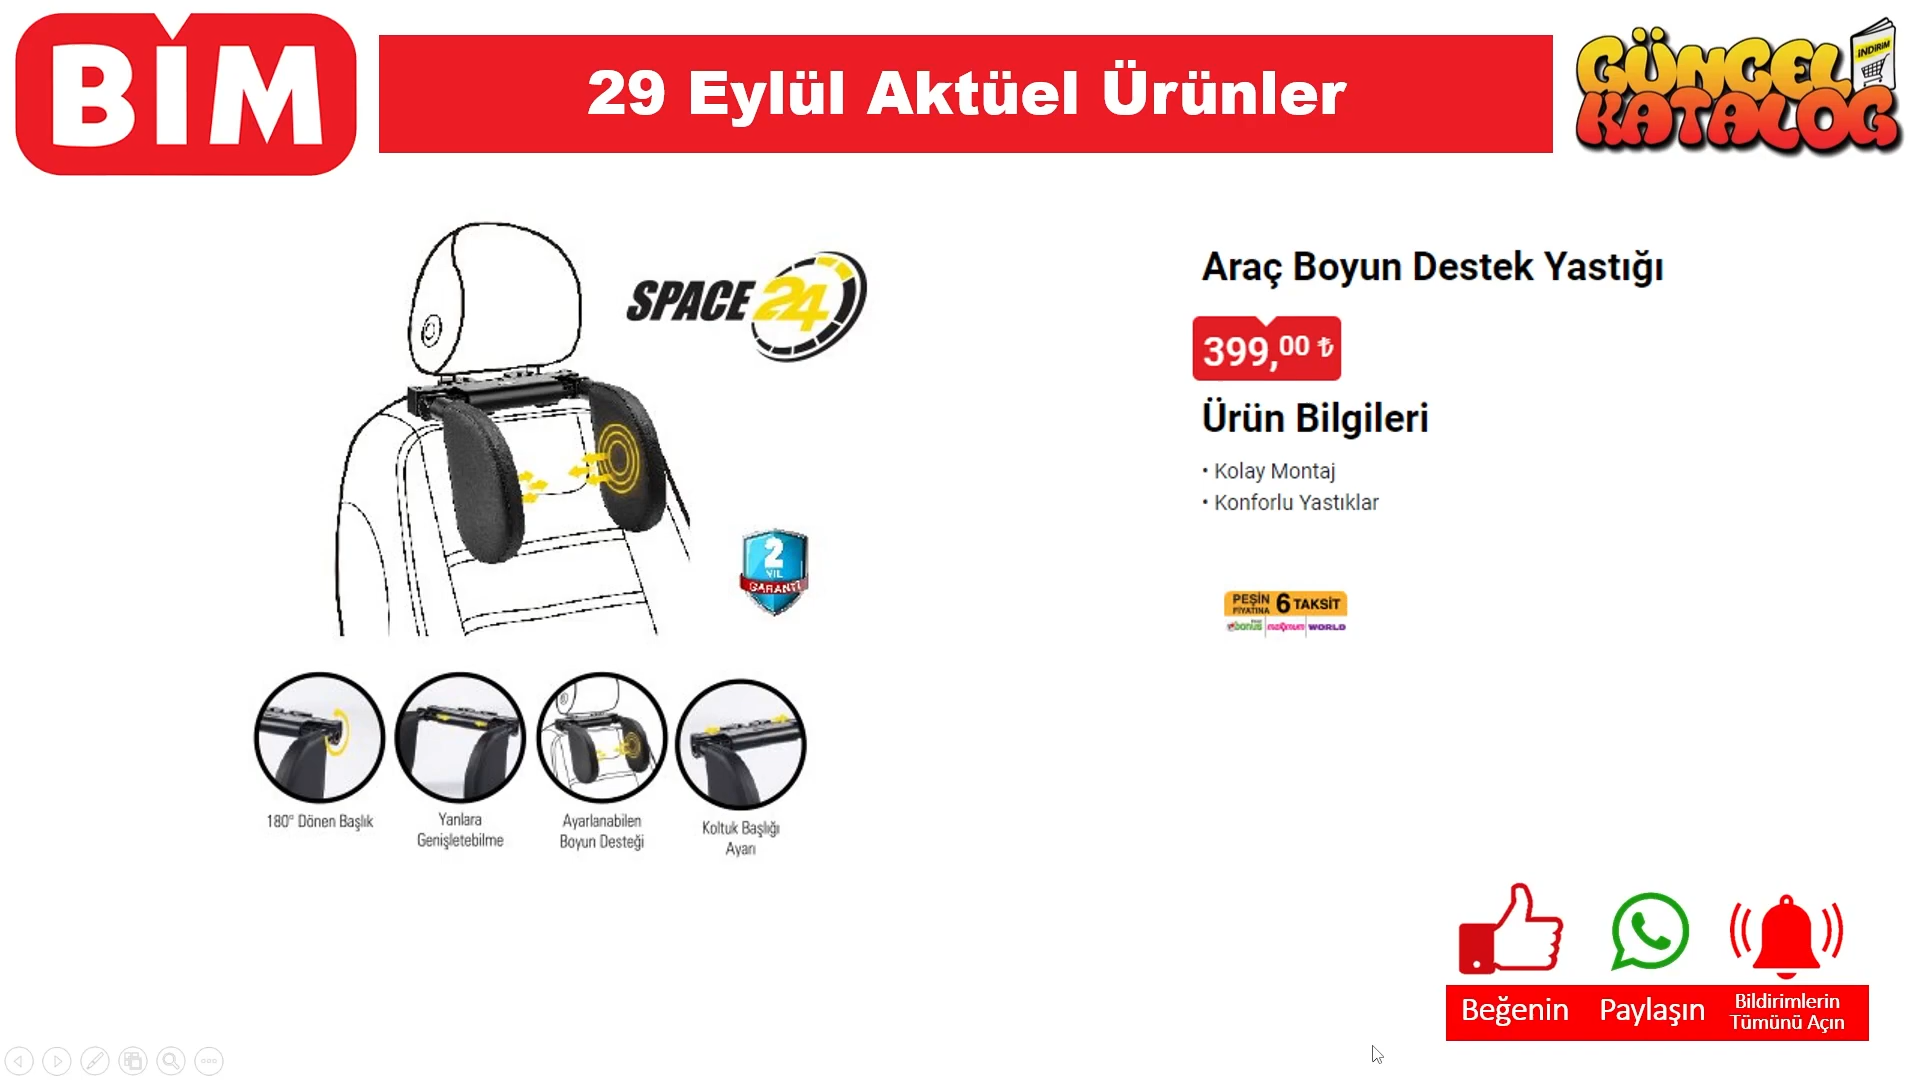 BİM
29 Eylül Aktüel Ürünler
GÜNCEL
KATALOG
İNDİRİM
SPACE 24
Araç Boyun Destek Yastığı
399,00 ₺
Ürün Bilgileri
• Kolay Montaj
• Konforlu Yastıklar
2
YIL
GARANTİ
PEŞİN
FİYATINA
6 TAKSİT
bonus
maximum
WORLD
180° Dönen Başlık
Yanlara
Genişletebilme
Ayarlanabilen
Boyun Desteği
Koltuk Başlığı
Ayarı
Beğenin
Paylaşın
Bildirimlerin
Tümünü Açın